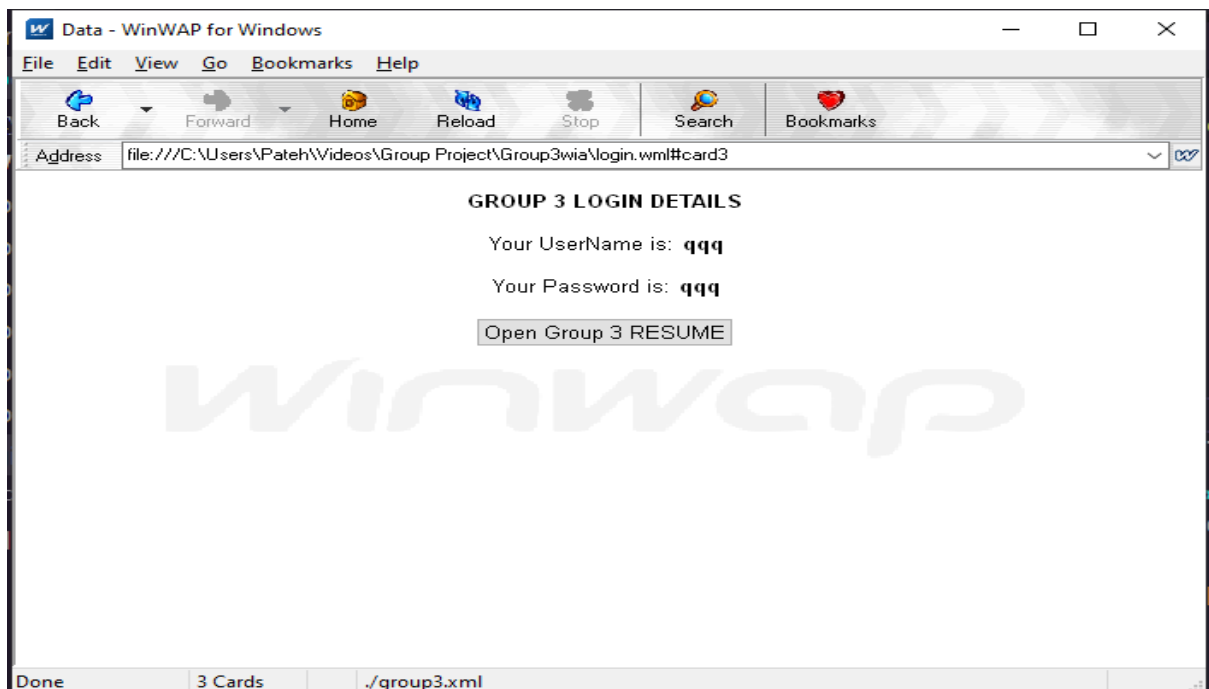 Data - WinWAP for Windows
File Edit View Go Bookmarks Help
Back Forward Home Reload Stop Search Bookmarks
Address file:///C:\Users\Pateh\Videos\Group Project\Group3wia\login.wml#card3
GROUP 3 LOGIN DETAILS
Your UserName is: qqq
Your Password is: qqq
Open Group 3 RESUME
Winwap
Done 3 Cards ./group3.xml